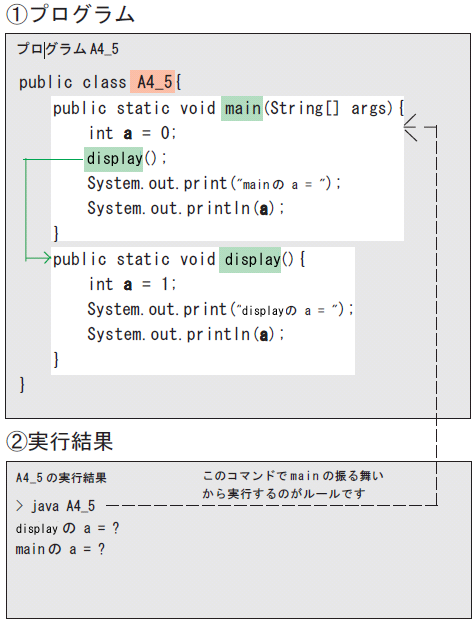 ①プログラム
プログラム A4_5
public class A4_5{
public static void main(String[] args){
int a = 0;
display();
System.out.print("mainの a = ");
System.out.println(a);
}
public static void display(){
int a = 1;
System.out.print("displayの a = ");
System.out.println(a);
}
}
②実行結果
A4_5 の実行結果
このコマンドで main の振る舞い
から実行するのがルールです
> java A4_5
display の a = ?
mainの a = ?